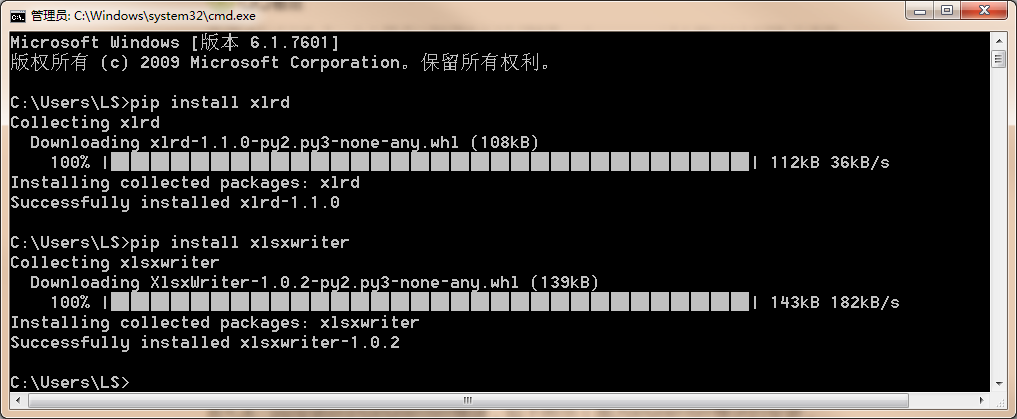 管理员: C:\Windows\system32\cmd.exe
Microsoft Windows [版本 6.1.7601]
版权所有 (c) 2009 Microsoft Corporation。保留所有权利。
C:\Users\LS>pip install xlrd
Collecting xlrd
  Downloading xlrd-1.1.0-py2.py3-none-any.whl (108kB)
    100% |████████████████████████████████| 112kB 36kB/s
Installing collected packages: xlrd
Successfully installed xlrd-1.1.0
C:\Users\LS>pip install xlsxwriter
Collecting xlsxwriter
  Downloading XlsxWriter-1.0.2-py2.py3-none-any.whl (139kB)
    100% |████████████████████████████████| 143kB 182kB/s
Installing collected packages: xlsxwriter
Successfully installed xlsxwriter-1.0.2
C:\Users\LS>